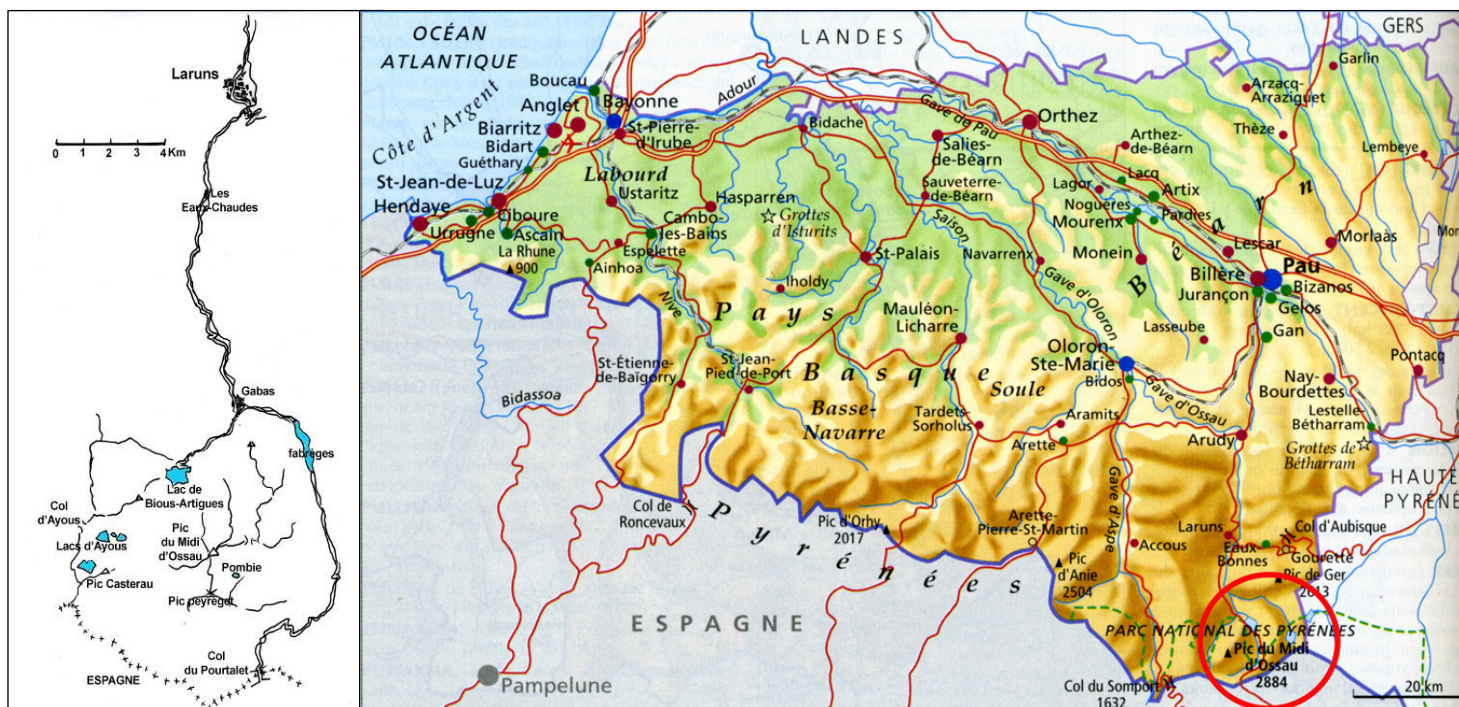 Laruns
0 1 2 3 4 Km
Les
Eaux-Chaudes
Gabas
fabrèges
Lac de
Bious-Artigues
Col
d'Ayous
Pic
du Midi
d'Ossau
Lacs d'Ayous
Pombie
Pic Casterau
Pic peyreget
Col
du Pourtalet
ESPAGNE
OCÉAN
ATLANTIQUE
LANDES
GERS
Côte d'Argent
Boucau
Bayonne
Adour
Anglet
Biarritz
St-Pierre-
d'Irube
Bidart
Guéthary
St-Jean-de-Luz
Hendaye
Urrugne
Ciboure
Ascain
La Rhune
900
Ainhoa
Labourd
Ustaritz
Cambo-
les-Bains
Espelette
Hasparren
Bidache
Grottes
d'Isturits
Iholdy
St-Palais
Gave de Pau
Orthez
Salies-
de-Béarn
Sauveterre-
de-Béarn
Saison
Navarrenx
Gave d'Oloron
Arthez-
de-Béarn
Lacq
Lagor
Artix
Noguères
Mourenx
Pardies
Monein
Arzacq-
Arraziguet
Garlin
Thèze
Lembeye
Morlaàs
Lescar
Billère
Pau
Bizanos
Jurançon
Gelos
Gan
Lasseube
Béarn
Pontacq
Nay-
Bourdettes
Lestelle-
Bétharram
Grottes de
Bétharram
HAUTE
PYRÉNÉ
Pays
Basque
Nive
Mauléon-
Licharre
Soule
Basse-
Navarre
St-Étienne
de-Baïgorry
St-Jean-
Pied-de-Port
Bidassoa
Tardets-
Sorholus
Aramits
Arette
Oloron-
Ste-Marie
Bidos
Gave d'Ossau
Arudy
Col de
Roncevaux
Pyrénées
Pic d'Orhy
2017
Arette-
Pierre-St-Martin
Pic
d'Anie
2504
Gave d'Aspe
Accous
Laruns
Eaux-
Bonnes
Col d'Aubisque
Gourette
Pic de Ger
2613
ESPAGNE
PARC NATIONAL DES PYRÉNÉES
Pic du Midi
d'Ossau
2884
Col du Somport
1632
Pampelune
20 km